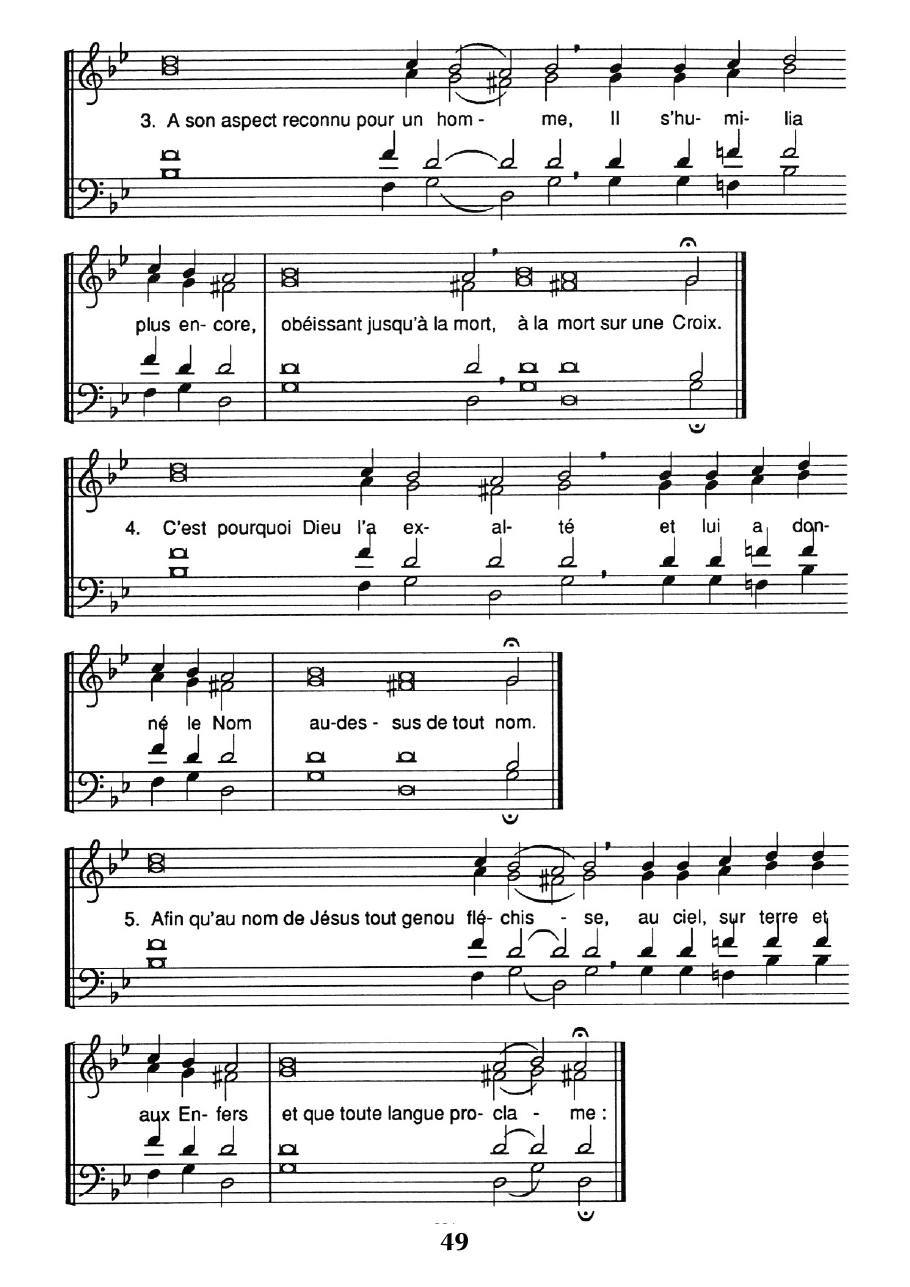 3. A son aspect reconnu pour un hom - me, Il s'hu- mi- lia
plus en- core, obéissant jusqu'à la mort, à la mort sur une Croix.
4. C'est pourquoi Dieu l'a ex- al- té et lui a don-
né le Nom au-des - sus de tout nom.
5. Afin qu'au nom de Jésus tout genou flé- chis - se, au ciel, sur terre et
aux En- fers et que toute langue pro- cla - me :
49